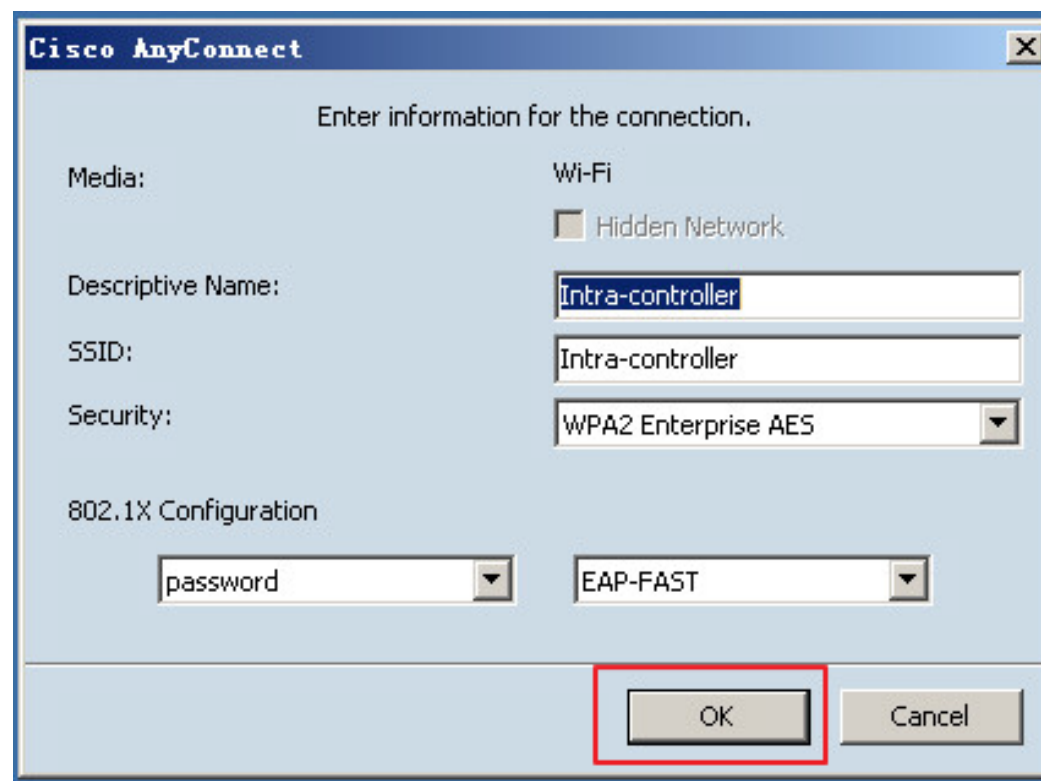 Cisco AnyConnect
Enter information for the connection.
Media: Wi-Fi
Hidden Network
Descriptive Name: Intra-controller
SSID: Intra-controller
Security: WPA2 Enterprise AES
802.1X Configuration
password EAP-FAST
OK Cancel